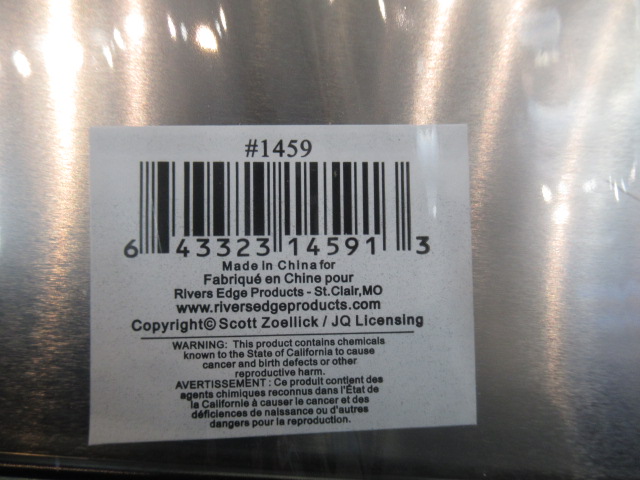 #1459
6 43323 14591 3
Made in China for
Fabriqué en Chine pour
Rivers Edge Products - St.Clair,MO
www.riversedgeproducts.com
Copyright© Scott Zoellick / JQ Licensing
WARNING: This product contains chemicals
known to the State of California to cause
cancer and birth defects or other
reproductive harm.
AVERTISSEMENT : Ce produit contient des
agents chimiques reconnus dans l'État de
la Californie à causer le cancer et des
déficiences de naissance ou d'autres
dangers pour la reproduction.